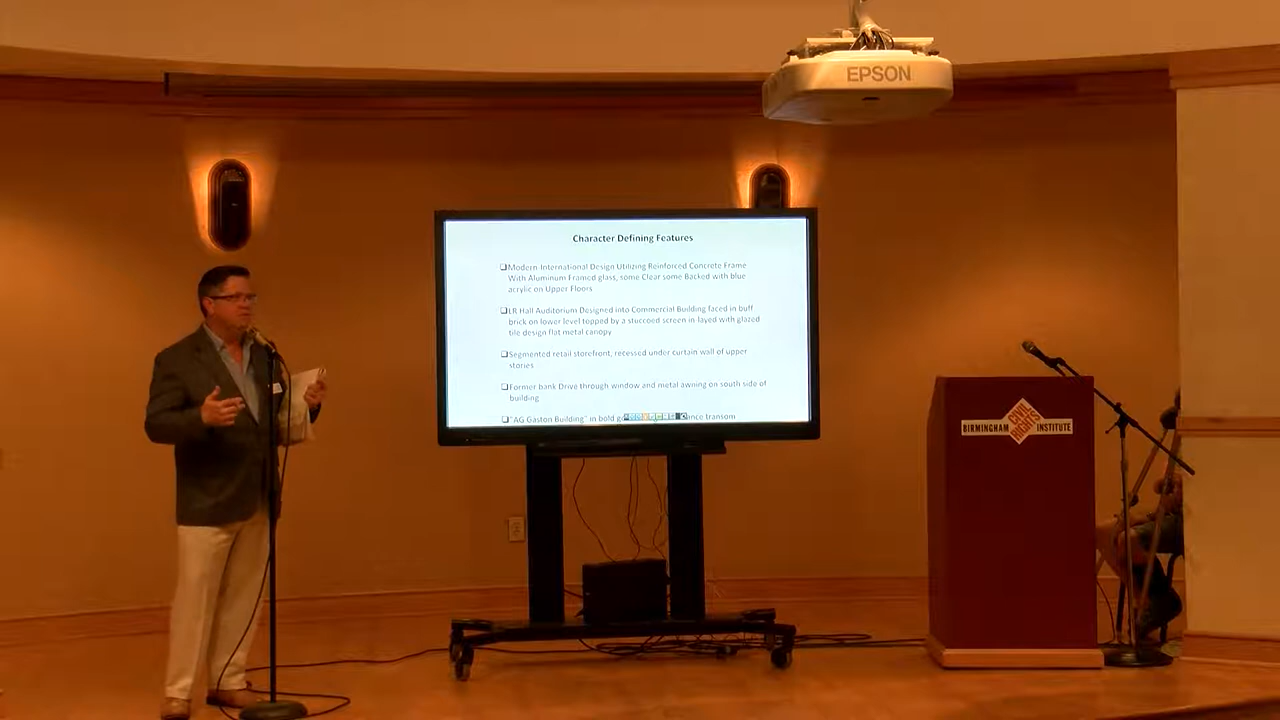 EPSON
Character Defining Features
❑Modern International Design Utilizing Reinforced Concrete Frame
With Aluminum Framed glass, some Clear some Backed with blue
acrylic on Upper Floors
❑LR Hall Auditorium Designed into Commercial Building faced in buff
brick on lower level topped by a stuccoed screen in-layed with glazed
tile design flat metal canopy
❑Segmented retail storefront, recessed under curtain wall of upper
stories
❑Former bank Drive through window and metal awning on south side of
building
❑"AG Gaston Building" in bold transom
BIRMINGHAM CIVIL RIGHTS INSTITUTE